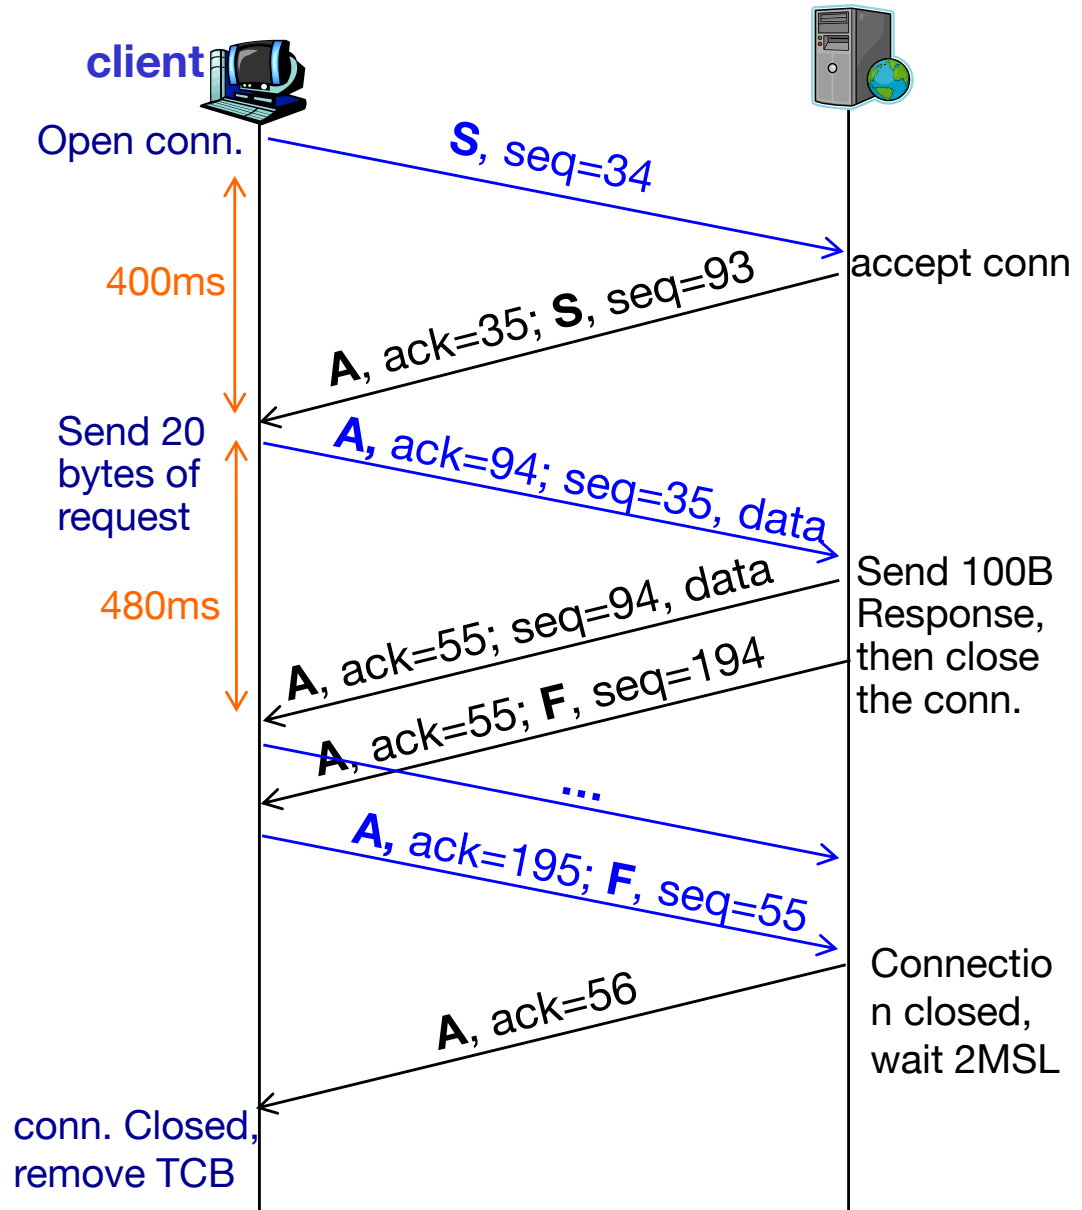 client
Open conn.
S, seq=34
400ms
accept conn
A, ack=35; S, seq=93
Send 20
bytes of
request
A, ack=94; seq=35, data
480ms
Send 100B
Response,
then close
the conn.
A, ack=55; seq=94, data
A, ack=55; F, seq=194
...
A, ack=195; F, seq=55
Connectio
n closed,
wait 2MSL
A, ack=56
conn. Closed,
remove TCB